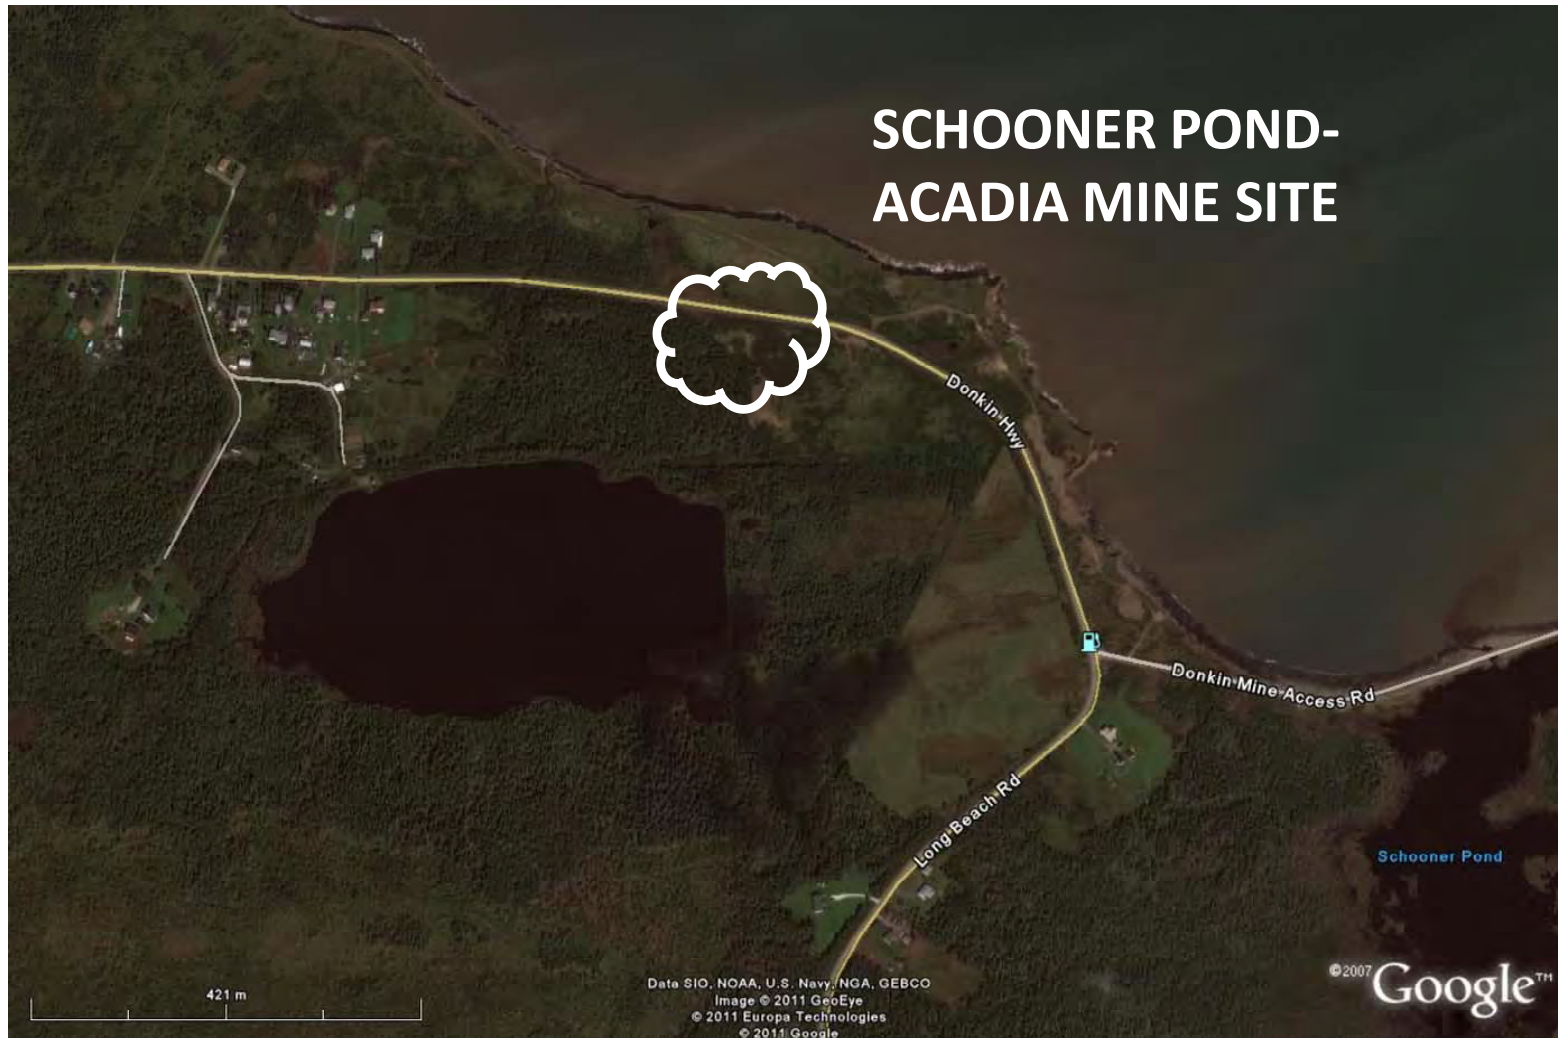 SCHOONER POND-
ACADIA MINE SITE
Donkin Hwy
Donkin Mine Access Rd
Long Beach Rd
Schooner Pond
421 m
Data SIO, NOAA, U.S. Navy, NGA, GEBCO
Image © 2011 GeoEye
© 2011 Europa Technologies
© 2011 Google
©2007 Google™